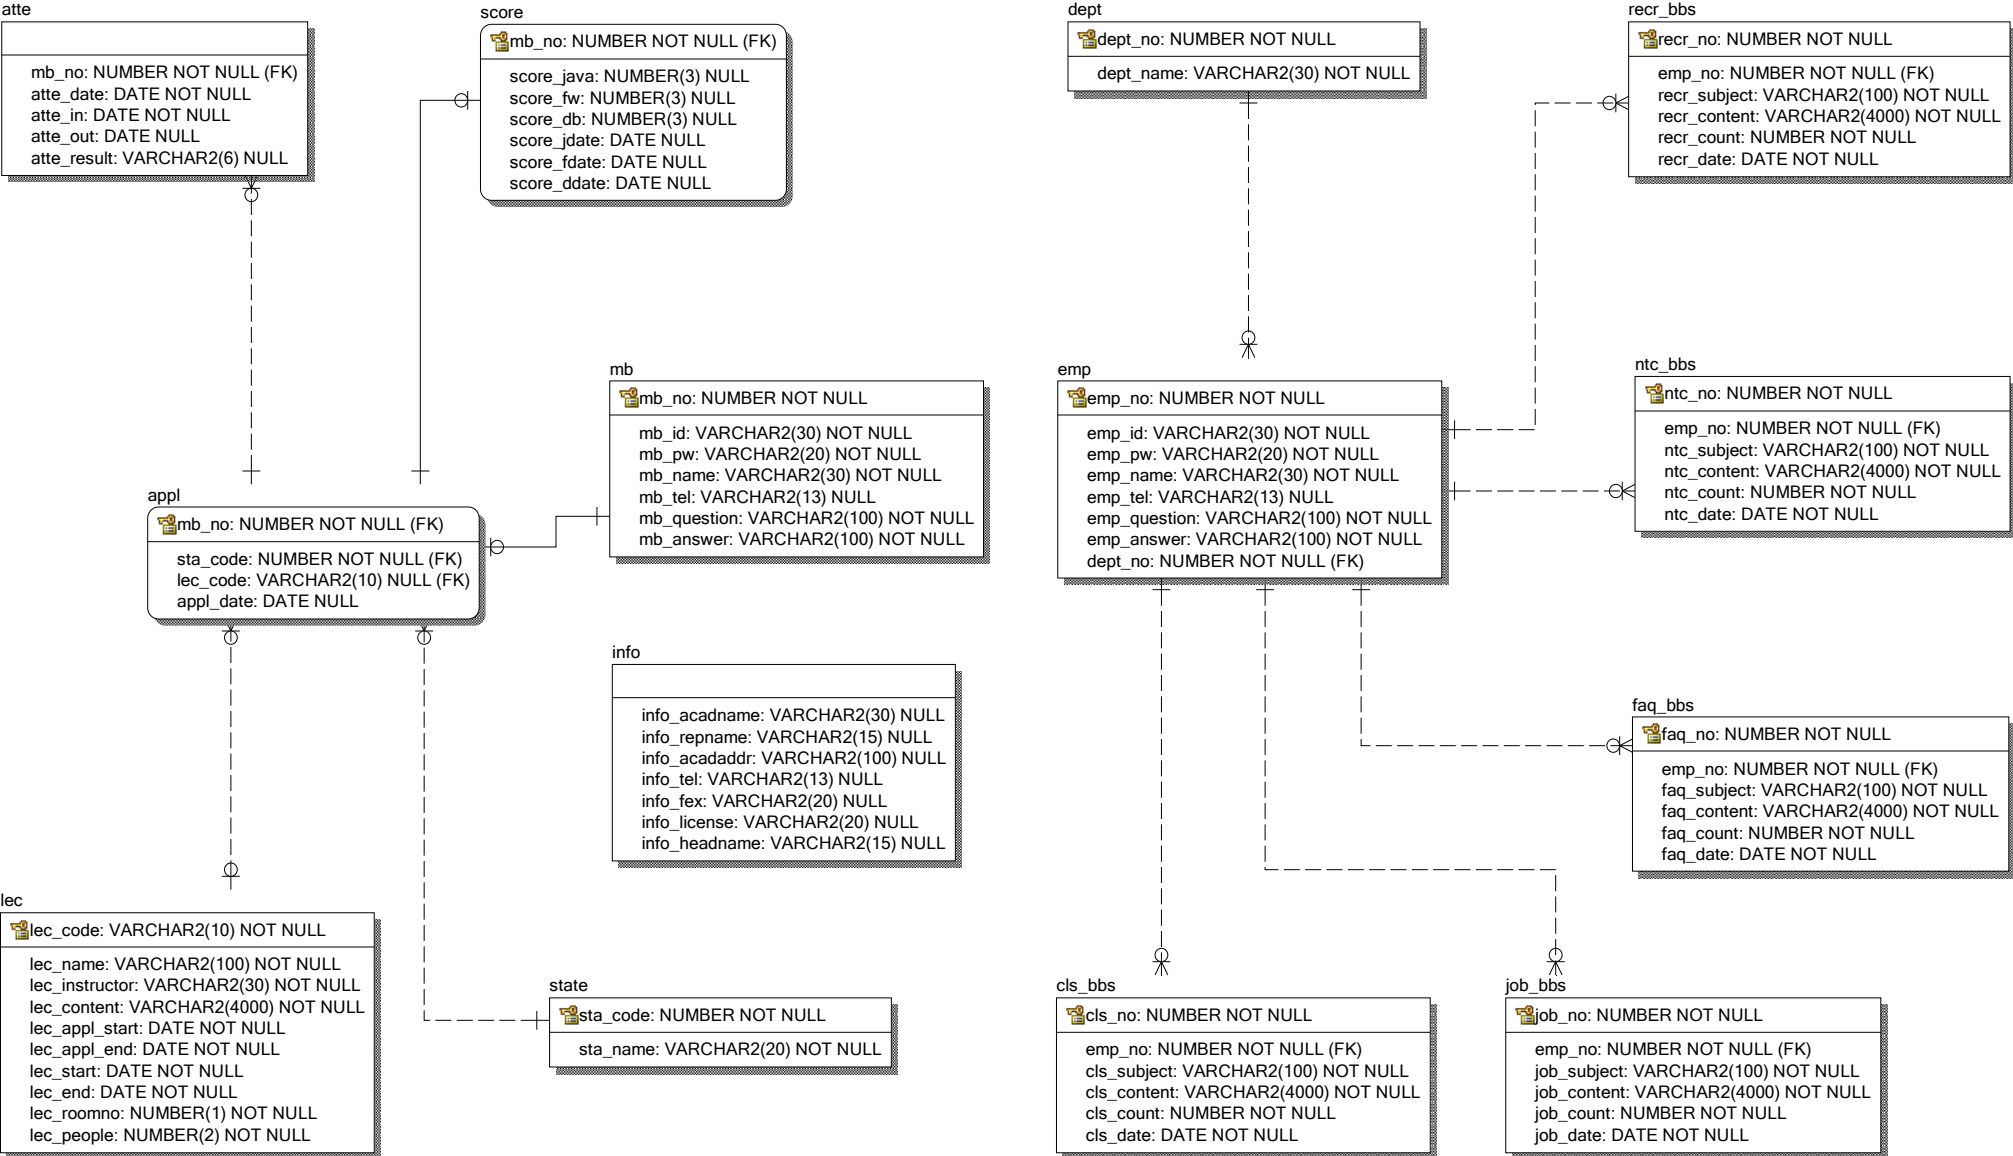 atte
mb_no: NUMBER NOT NULL (FK)
atte_date: DATE NOT NULL
atte_in: DATE NOT NULL
atte_out: DATE NULL
atte_result: VARCHAR2(6) NULL
score
mb_no: NUMBER NOT NULL (FK)
score_java: NUMBER(3) NULL
score_fw: NUMBER(3) NULL
score_db: NUMBER(3) NULL
score_jdate: DATE NULL
score_fdate: DATE NULL
score_ddate: DATE NULL
dept
dept_no: NUMBER NOT NULL
dept_name: VARCHAR2(30) NOT NULL
recr_bbs
recr_no: NUMBER NOT NULL
emp_no: NUMBER NOT NULL (FK)
recr_subject: VARCHAR2(100) NOT NULL
recr_content: VARCHAR2(4000) NOT NULL
recr_count: NUMBER NOT NULL
recr_date: DATE NOT NULL
mb
mb_no: NUMBER NOT NULL
mb_id: VARCHAR2(30) NOT NULL
mb_pw: VARCHAR2(20) NOT NULL
mb_name: VARCHAR2(30) NOT NULL
mb_tel: VARCHAR2(13) NULL
mb_question: VARCHAR2(100) NOT NULL
mb_answer: VARCHAR2(100) NOT NULL
emp
emp_no: NUMBER NOT NULL
emp_id: VARCHAR2(30) NOT NULL
emp_pw: VARCHAR2(20) NOT NULL
emp_name: VARCHAR2(30) NOT NULL
emp_tel: VARCHAR2(13) NULL
emp_question: VARCHAR2(100) NOT NULL
emp_answer: VARCHAR2(100) NOT NULL
dept_no: NUMBER NOT NULL (FK)
ntc_bbs
ntc_no: NUMBER NOT NULL
emp_no: NUMBER NOT NULL (FK)
ntc_subject: VARCHAR2(100) NOT NULL
ntc_content: VARCHAR2(4000) NOT NULL
ntc_count: NUMBER NOT NULL
ntc_date: DATE NOT NULL
appl
mb_no: NUMBER NOT NULL (FK)
sta_code: NUMBER NOT NULL (FK)
lec_code: VARCHAR2(10) NULL (FK)
appl_date: DATE NULL
info
info_acadname: VARCHAR2(30) NULL
info_repname: VARCHAR2(15) NULL
info_acadaddr: VARCHAR2(100) NULL
info_tel: VARCHAR2(13) NULL
info_fex: VARCHAR2(20) NULL
info_license: VARCHAR2(20) NULL
info_headname: VARCHAR2(15) NULL
faq_bbs
faq_no: NUMBER NOT NULL
emp_no: NUMBER NOT NULL (FK)
faq_subject: VARCHAR2(100) NOT NULL
faq_content: VARCHAR2(4000) NOT NULL
faq_count: NUMBER NOT NULL
faq_date: DATE NOT NULL
lec
lec_code: VARCHAR2(10) NOT NULL
lec_name: VARCHAR2(100) NOT NULL
lec_instructor: VARCHAR2(30) NOT NULL
lec_content: VARCHAR2(4000) NOT NULL
lec_appl_start: DATE NOT NULL
lec_appl_end: DATE NOT NULL
lec_start: DATE NOT NULL
lec_end: DATE NOT NULL
lec_roomno: NUMBER(1) NOT NULL
lec_people: NUMBER(2) NOT NULL
state
sta_code: NUMBER NOT NULL
sta_name: VARCHAR2(20) NOT NULL
cls_bbs
cls_no: NUMBER NOT NULL
emp_no: NUMBER NOT NULL (FK)
cls_subject: VARCHAR2(100) NOT NULL
cls_content: VARCHAR2(4000) NOT NULL
cls_count: NUMBER NOT NULL
cls_date: DATE NOT NULL
job_bbs
job_no: NUMBER NOT NULL
emp_no: NUMBER NOT NULL (FK)
job_subject: VARCHAR2(100) NOT NULL
job_content: VARCHAR2(4000) NOT NULL
job_count: NUMBER NOT NULL
job_date: DATE NOT NULL